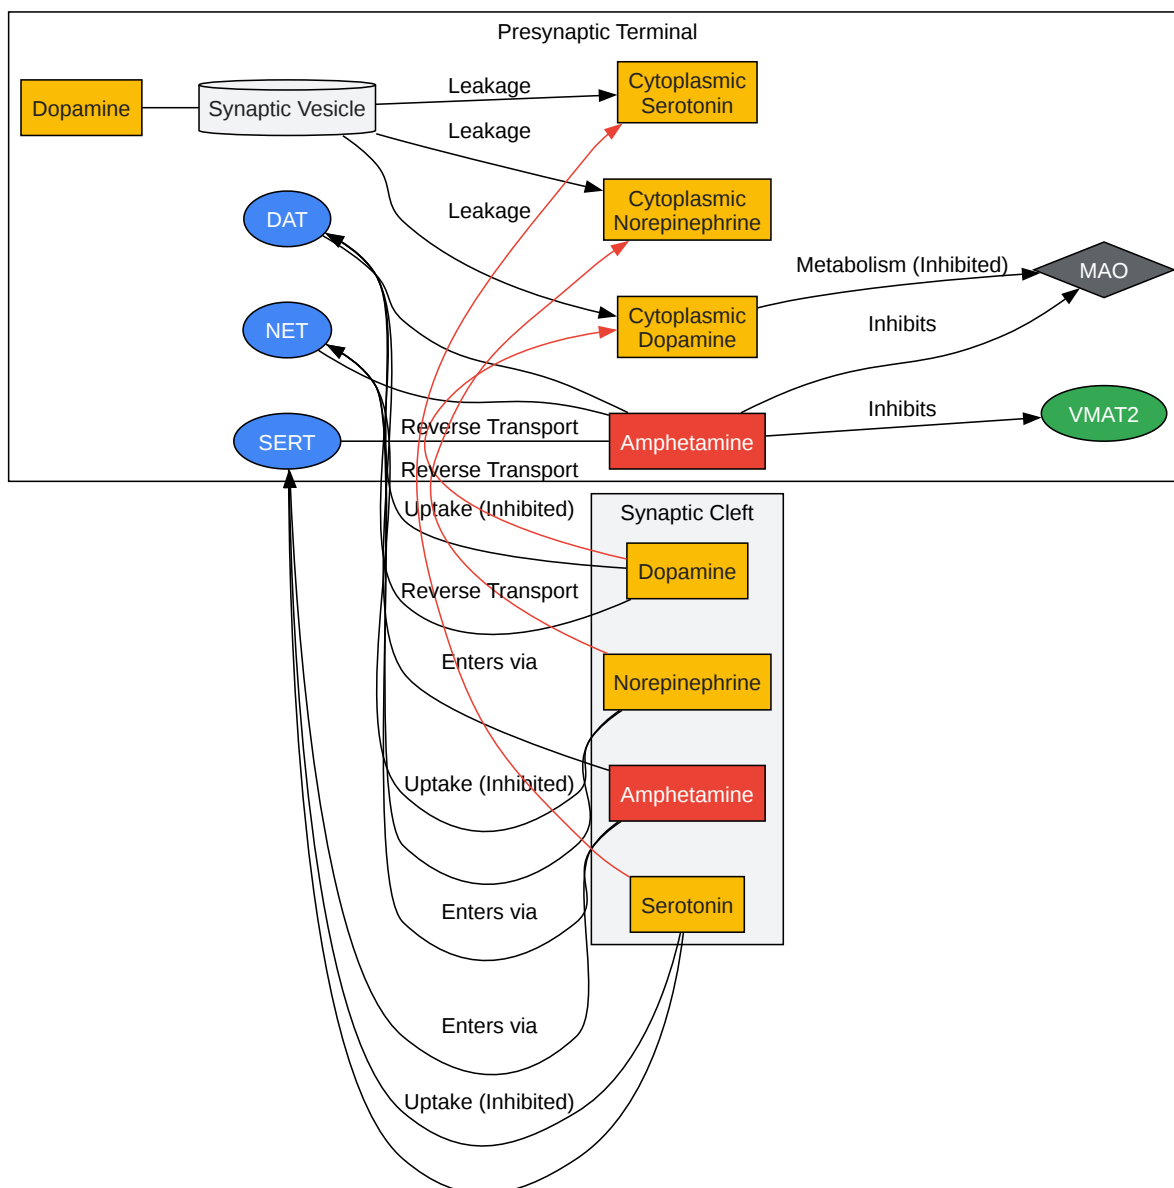 Presynaptic Terminal
Dopamine
Synaptic Vesicle
Leakage
Cytoplasmic
Serotonin
Leakage
DAT
Leakage
Cytoplasmic
Norepinephrine
Metabolism (Inhibited)
MAO
NET
Cytoplasmic
Dopamine
Inhibits
SERT
Reverse Transport
Amphetamine
Inhibits
VMAT2
Reverse Transport
Uptake (Inhibited)
Synaptic Cleft
Dopamine
Reverse Transport
Enters via
Norepinephrine
Uptake (Inhibited)
Amphetamine
Enters via
Serotonin
Enters via
Uptake (Inhibited)